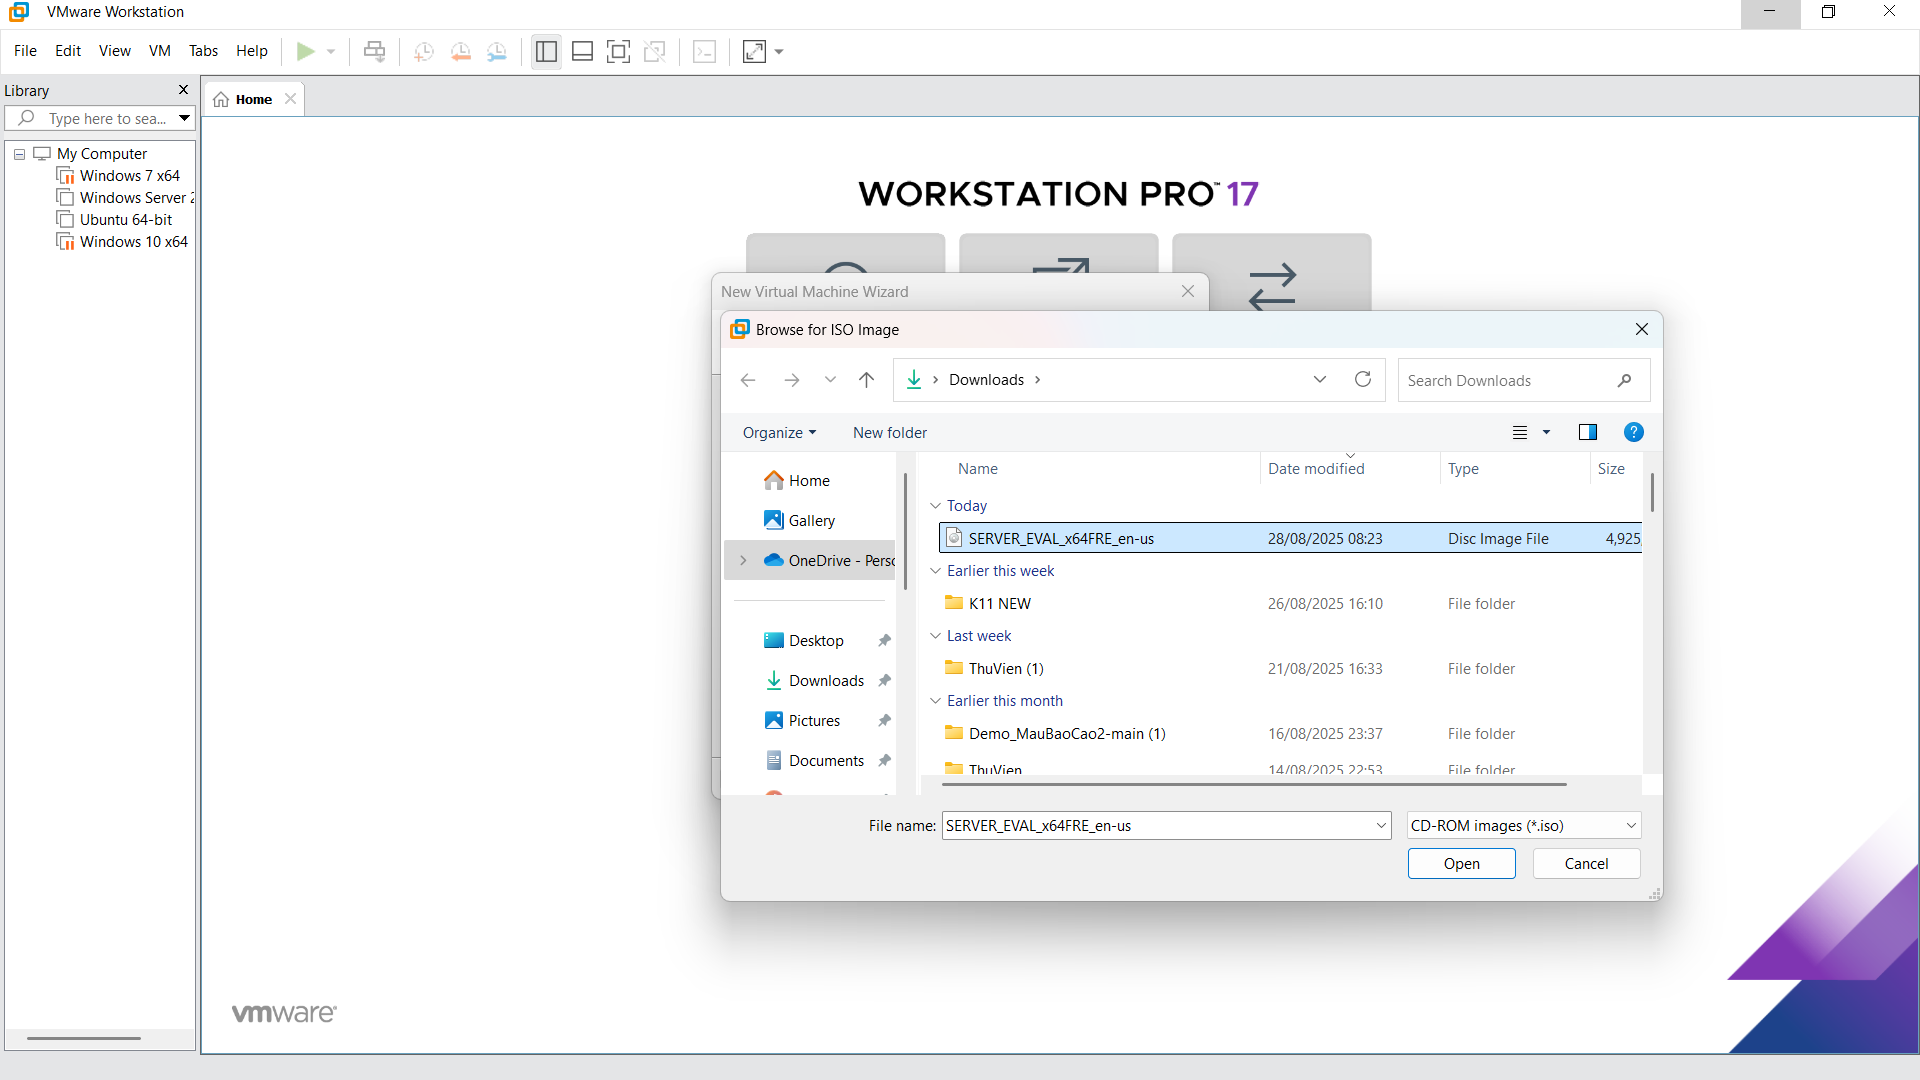 VMware Workstation
File Edit View VM Tabs Help
Library
Type here to sea...
My Computer
Windows 7 x64
Windows Server 2
Ubuntu 64-bit
Windows 10 x64
Home
WORKSTATION PRO™ 17
New Virtual Machine Wizard
Browse for ISO Image
Downloads
Search Downloads
Organize New folder
Home
Gallery
OneDrive - Perso
Desktop
Downloads
Pictures
Documents
Name Date modified Type Size
Today
SERVER_EVAL_x64FRE_en-us 28/08/2025 08:23 Disc Image File 4,925,
Earlier this week
K11 NEW 26/08/2025 16:10 File folder
Last week
ThuVien (1) 21/08/2025 16:33 File folder
Earlier this month
Demo_MauBaoCao2-main (1) 16/08/2025 23:37 File folder
ThuVien 14/08/2025 22:53 File folder
File name: SERVER_EVAL_x64FRE_en-us CD-ROM images (*.iso)
Open Cancel
vmware